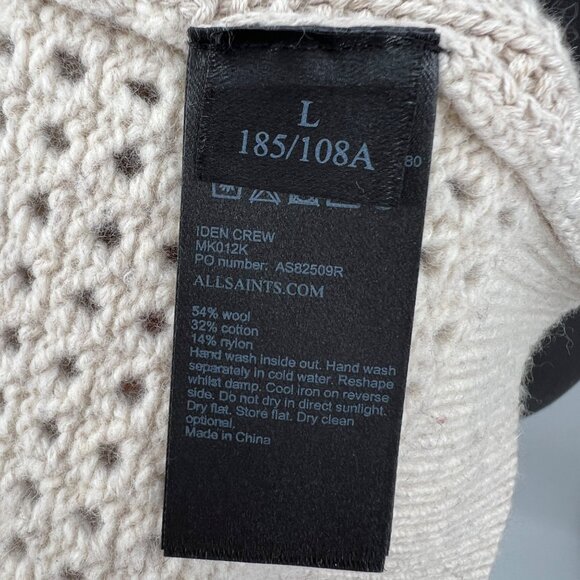 L
185/108A
80
IDEN CREW
MK012K
PO number: AS82509R
ALLSAINTS.COM
54% wool
32% cotton
14% nylon
Hand wash inside out. Hand wash
separately in cold water. Reshape
whilst damp. Cool iron on reverse
side. Do not dry in direct sunlight.
Dry flat. Store flat. Dry clean
optional.
Made in China